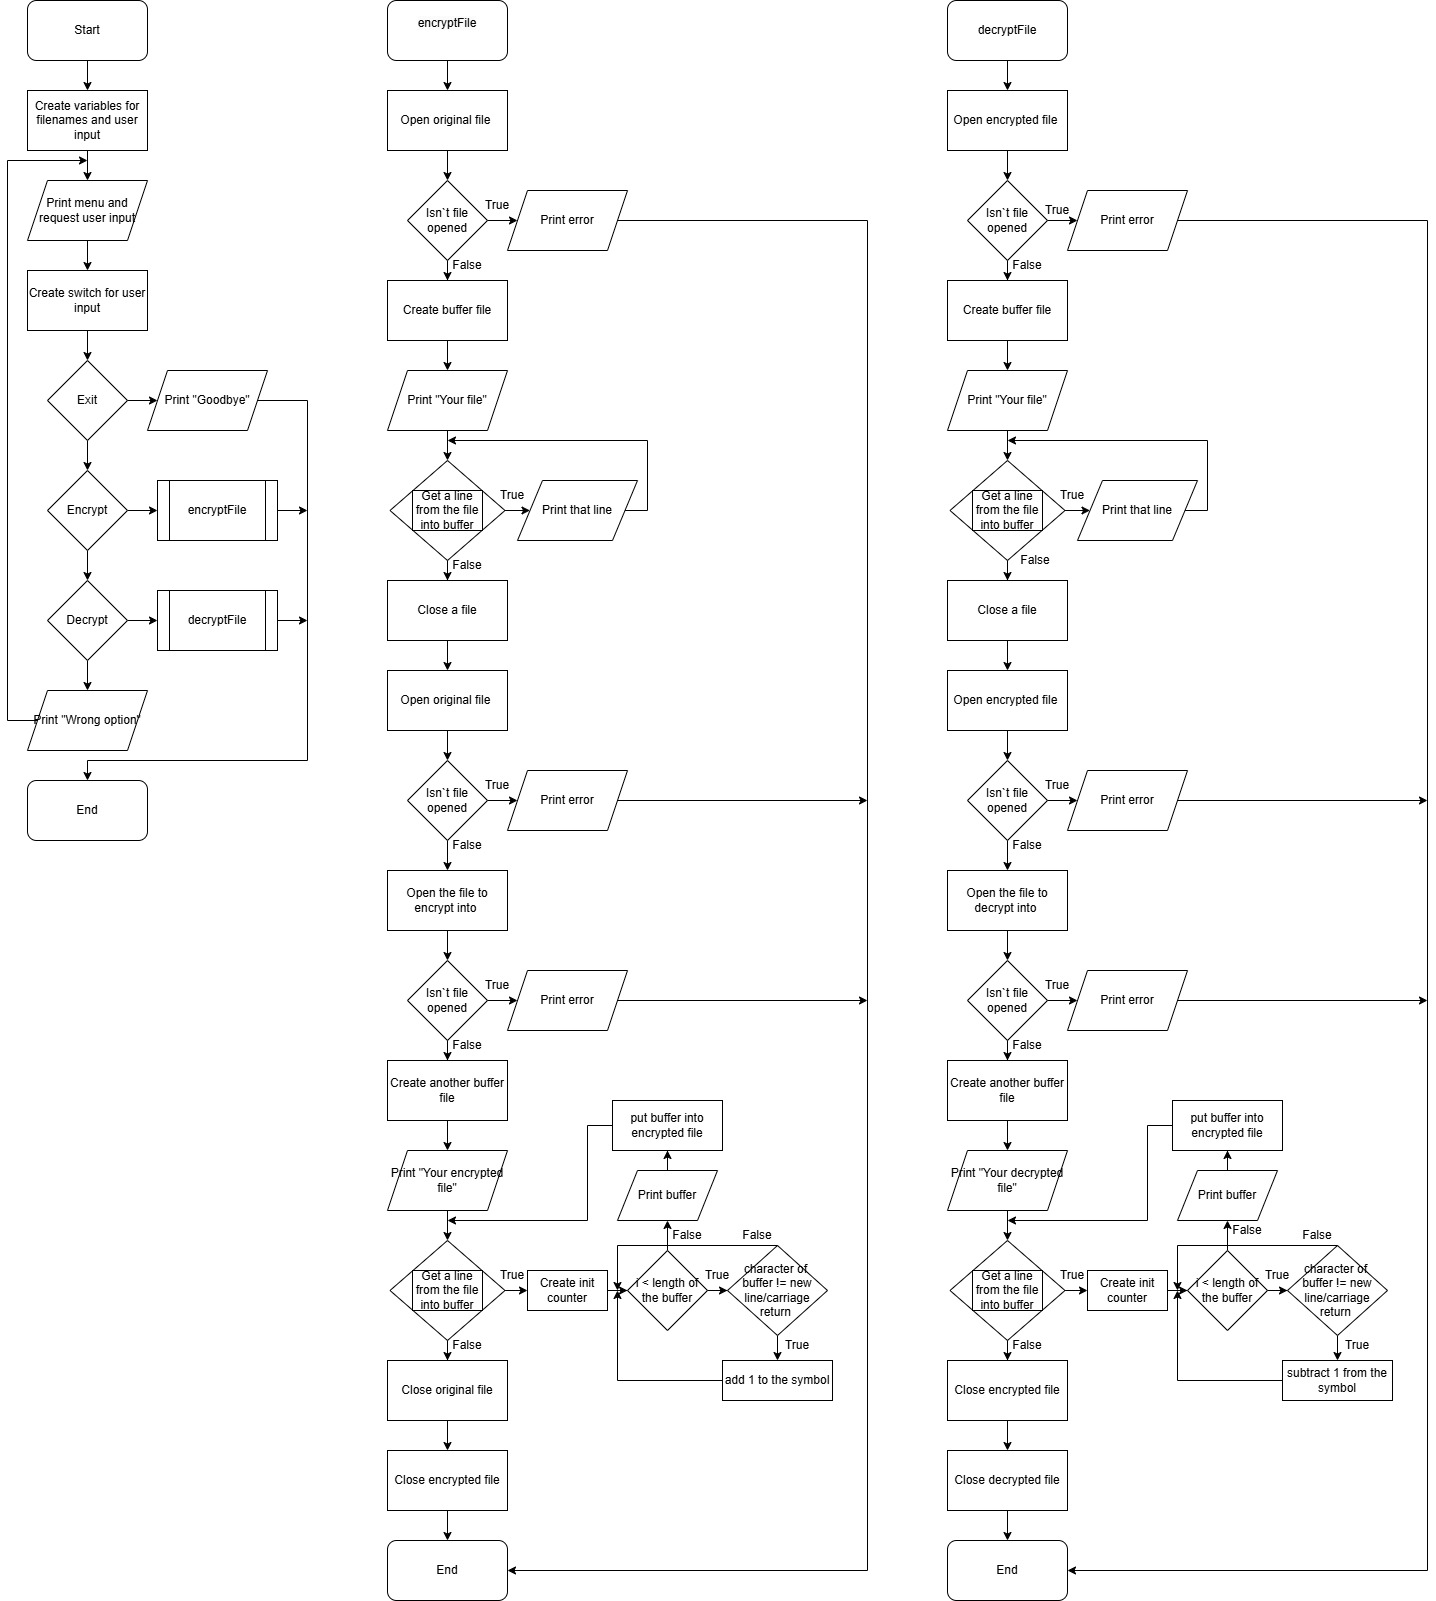 Start
Create variables for
filenames and user
input
Print menu and
request user input
Create switch for user
input
Exit
Print "Goodbye"
Encrypt
encryptFile
Decrypt
decryptFile
Print "Wrong option"
End
encryptFile
Open original file
Isn`t file
opened
True
Print error
False
Create buffer file
Print "Your file"
Get a line
from the file
into buffer
True
Print that line
False
Close a file
Open original file
Isn`t file
opened
True
Print error
False
Open the file to
encrypt into
Isn`t file
opened
True
Print error
False
Create another buffer
file
Print "Your encrypted
file"
Get a line
from the file
into buffer
True
Create init
counter
i < length of
the buffer
False
Print buffer
put buffer into
encrypted file
True
character of
buffer != new
line/carriage
return
False
True
add 1 to the symbol
False
Close original file
Close encrypted file
End
decryptFile
Open encrypted file
Isn`t file
opened
True
Print error
False
Create buffer file
Print "Your file"
Get a line
from the file
into buffer
True
Print that line
False
Close a file
Open encrypted file
Isn`t file
opened
True
Print error
False
Open the file to
decrypt into
Isn`t file
opened
True
Print error
False
Create another buffer
file
Print "Your decrypted
file"
Get a line
from the file
into buffer
True
Create init
counter
i < length of
the buffer
False
Print buffer
put buffer into
encrypted file
True
character of
buffer != new
line/carriage
return
False
True
subtract 1 from the
symbol
False
Close encrypted file
Close decrypted file
End